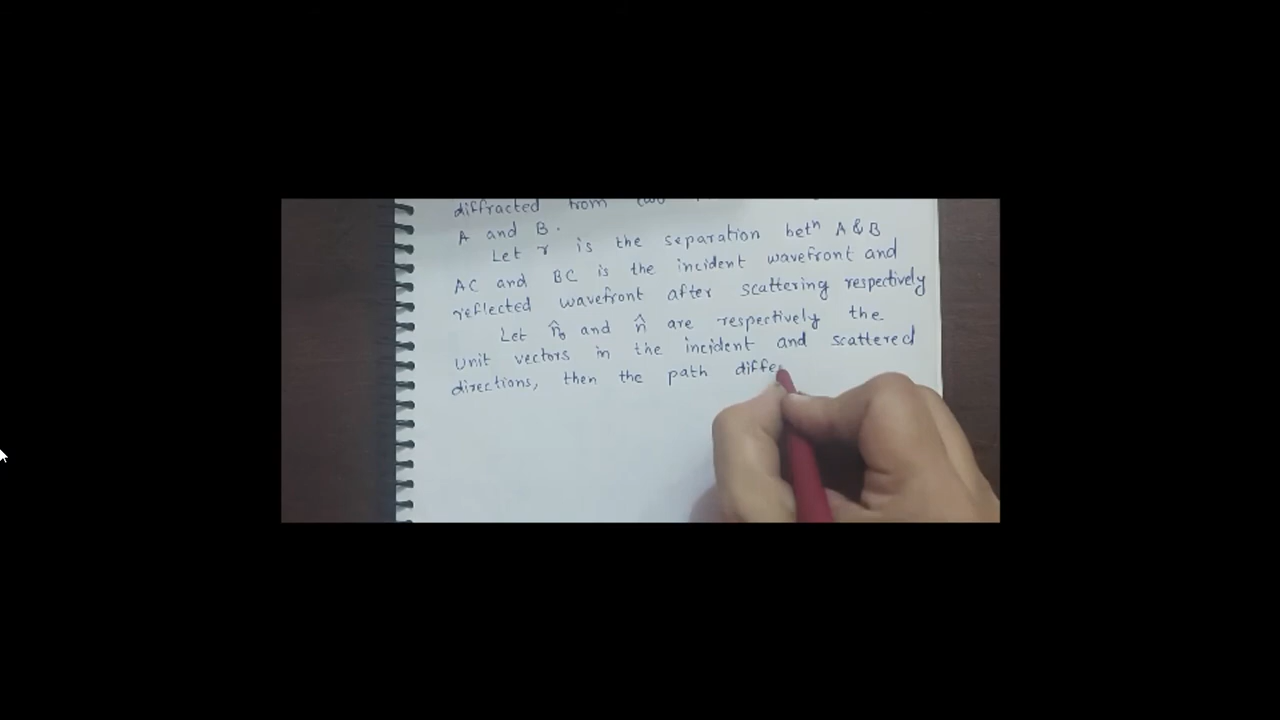 diffracted from two
A and B.
Let r is the separation betⁿ A & B
AC and BC is the incident wavefront and
reflected wavefront after scattering respectively
Let n̂₀ and n̂ are respectively the
unit vectors in the incident and scattered
directions, then the path diffe